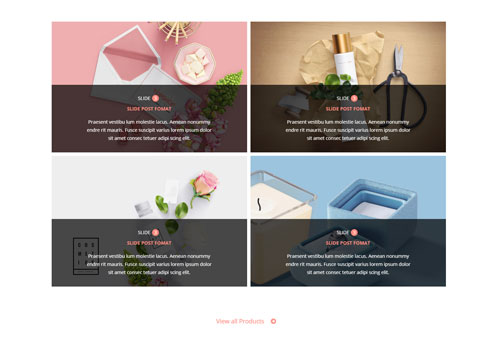 SLIDE
SLIDE POST FOMAT
Praesent vestibu lum molestie lacus. Aenean nonummy
endre rit mauris. Fusce suscipit varius lorem ipsum dolor
sit amet consec tetuer adipi scing elit.
SLIDE
SLIDE POST FOMAT
Praesent vestibu lum molestie lacus. Aenean nonummy
endre rit mauris. Fusce suscipit varius lorem ipsum dolor
sit amet consec tetuer adipi scing elit.
SLIDE
SLIDE POST FOMAT
Praesent vestibu lum molestie lacus. Aenean nonummy
endre rit mauris. Fusce suscipit varius lorem ipsum dolor
sit amet consec tetuer adipi scing elit.
SLIDE
SLIDE POST FOMAT
Praesent vestibu lum molestie lacus. Aenean nonummy
endre rit mauris. Fusce suscipit varius lorem ipsum dolor
sit amet consec tetuer adipi scing elit.
View all Products